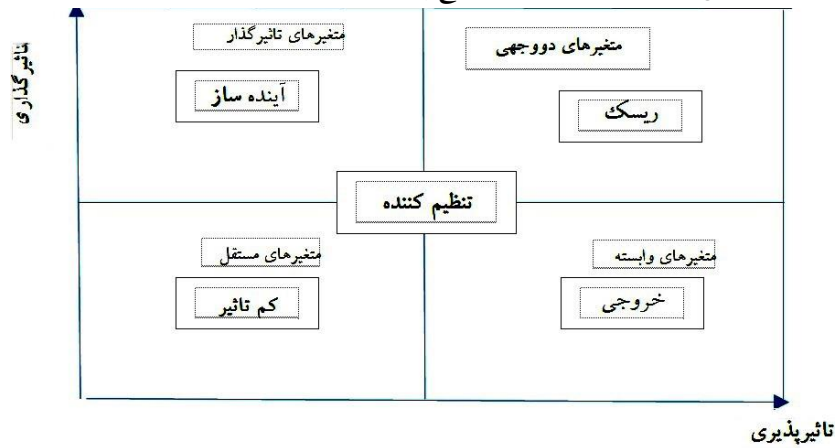 متغیرهای دووجهی
متغیرهای تاثیرگذار
ریسک
آینده ساز
تاثیرگذاری
تنظیم کننده
متغیرهای وابسته
متغیرهای مستقل
خروجی
کم تاثیر
تاثیرپذیری